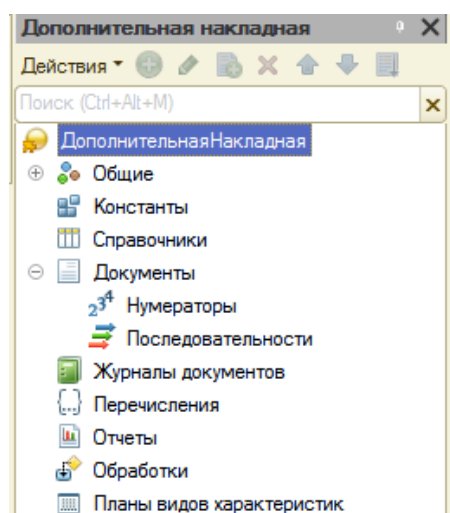 Дополнительная накладная
Действия
Поиск (Ctrl+Alt+M)
ДополнительнаяНакладная
Общие
Константы
Справочники
Документы
Нумераторы
Последовательности
Журналы документов
Перечисления
Отчеты
Обработки
Планы видов характеристик